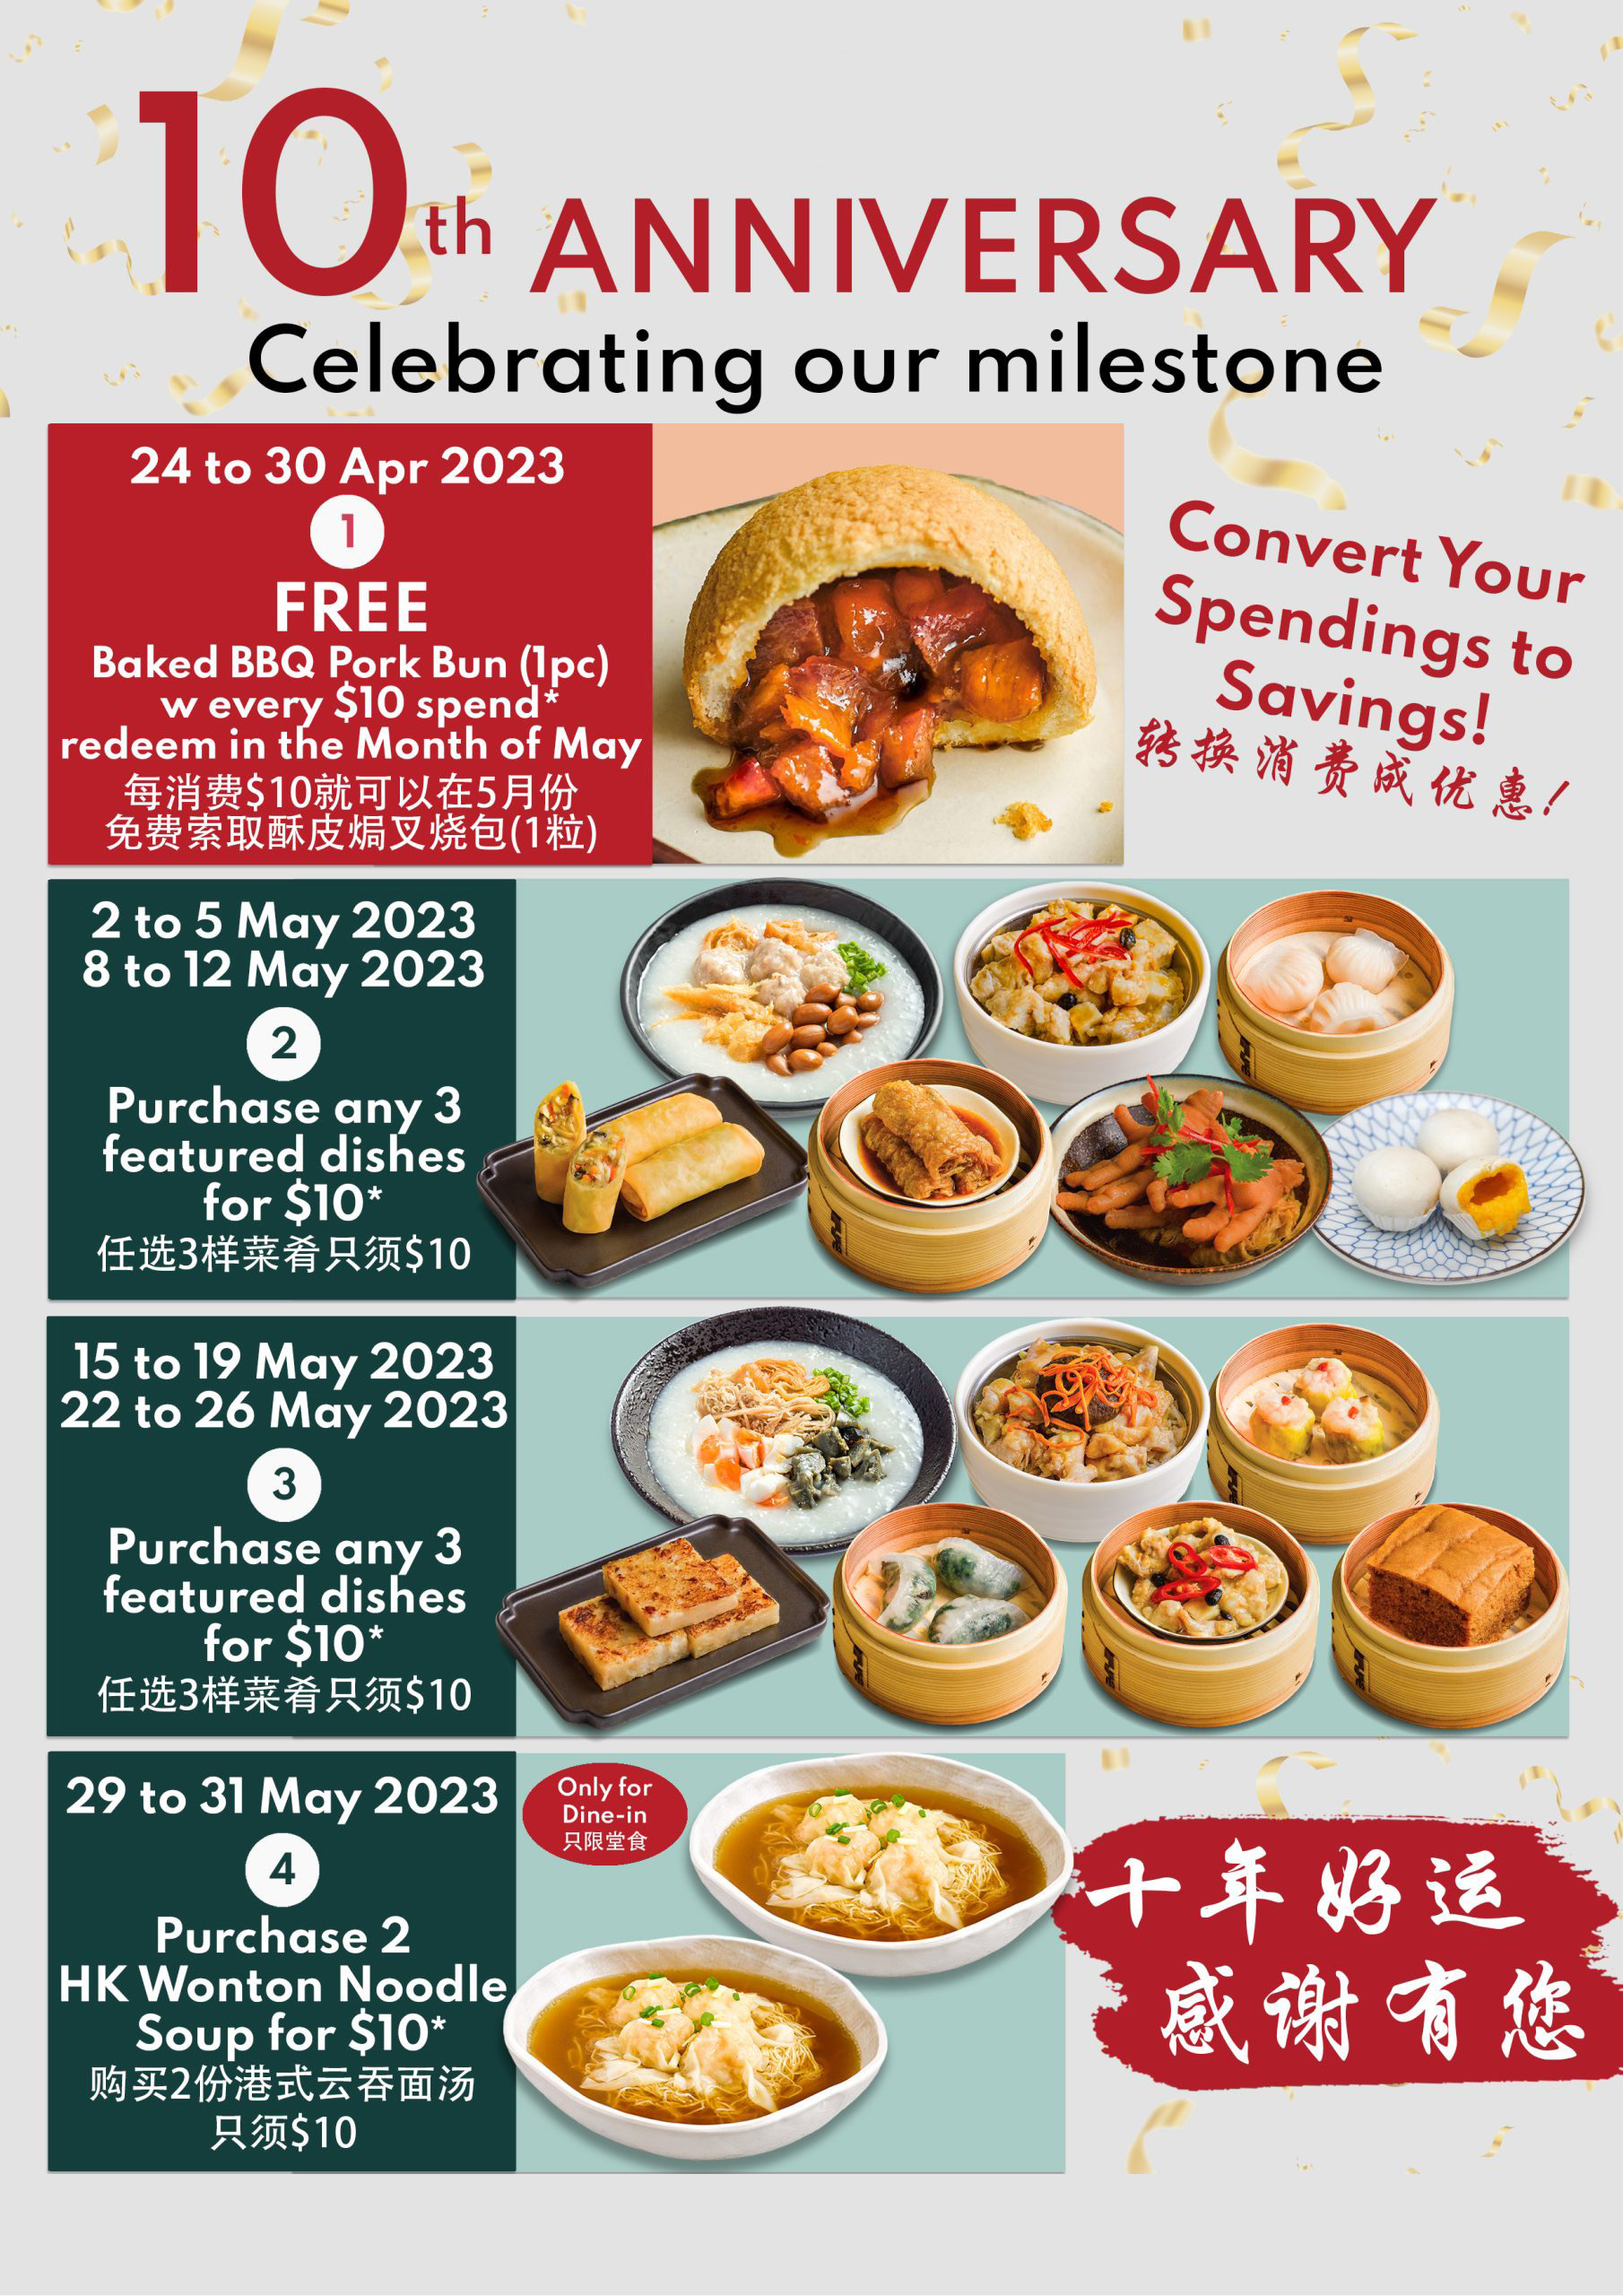 10th ANNIVERSARY
Celebrating our milestone
24 to 30 Apr 2023
1
FREE
Baked BBQ Pork Bun (1pc)
w every $10 spend*
redeem in the Month of May
每消费$10就可以在5月份
免费索取酥皮焗叉烧包(1粒)
Convert Your
Spendings to
Savings!
转换消费成优惠!
2 to 5 May 2023
8 to 12 May 2023
2
Purchase any 3
featured dishes
for $10*
任选3样菜肴只须$10
15 to 19 May 2023
22 to 26 May 2023
3
Purchase any 3
featured dishes
for $10*
任选3样菜肴只须$10
29 to 31 May 2023
4
Purchase 2
HK Wonton Noodle
Soup for $10*
购买2份港式云吞面汤
只须$10
Only for
Dine-in
只限堂食
十年好运
感谢有您